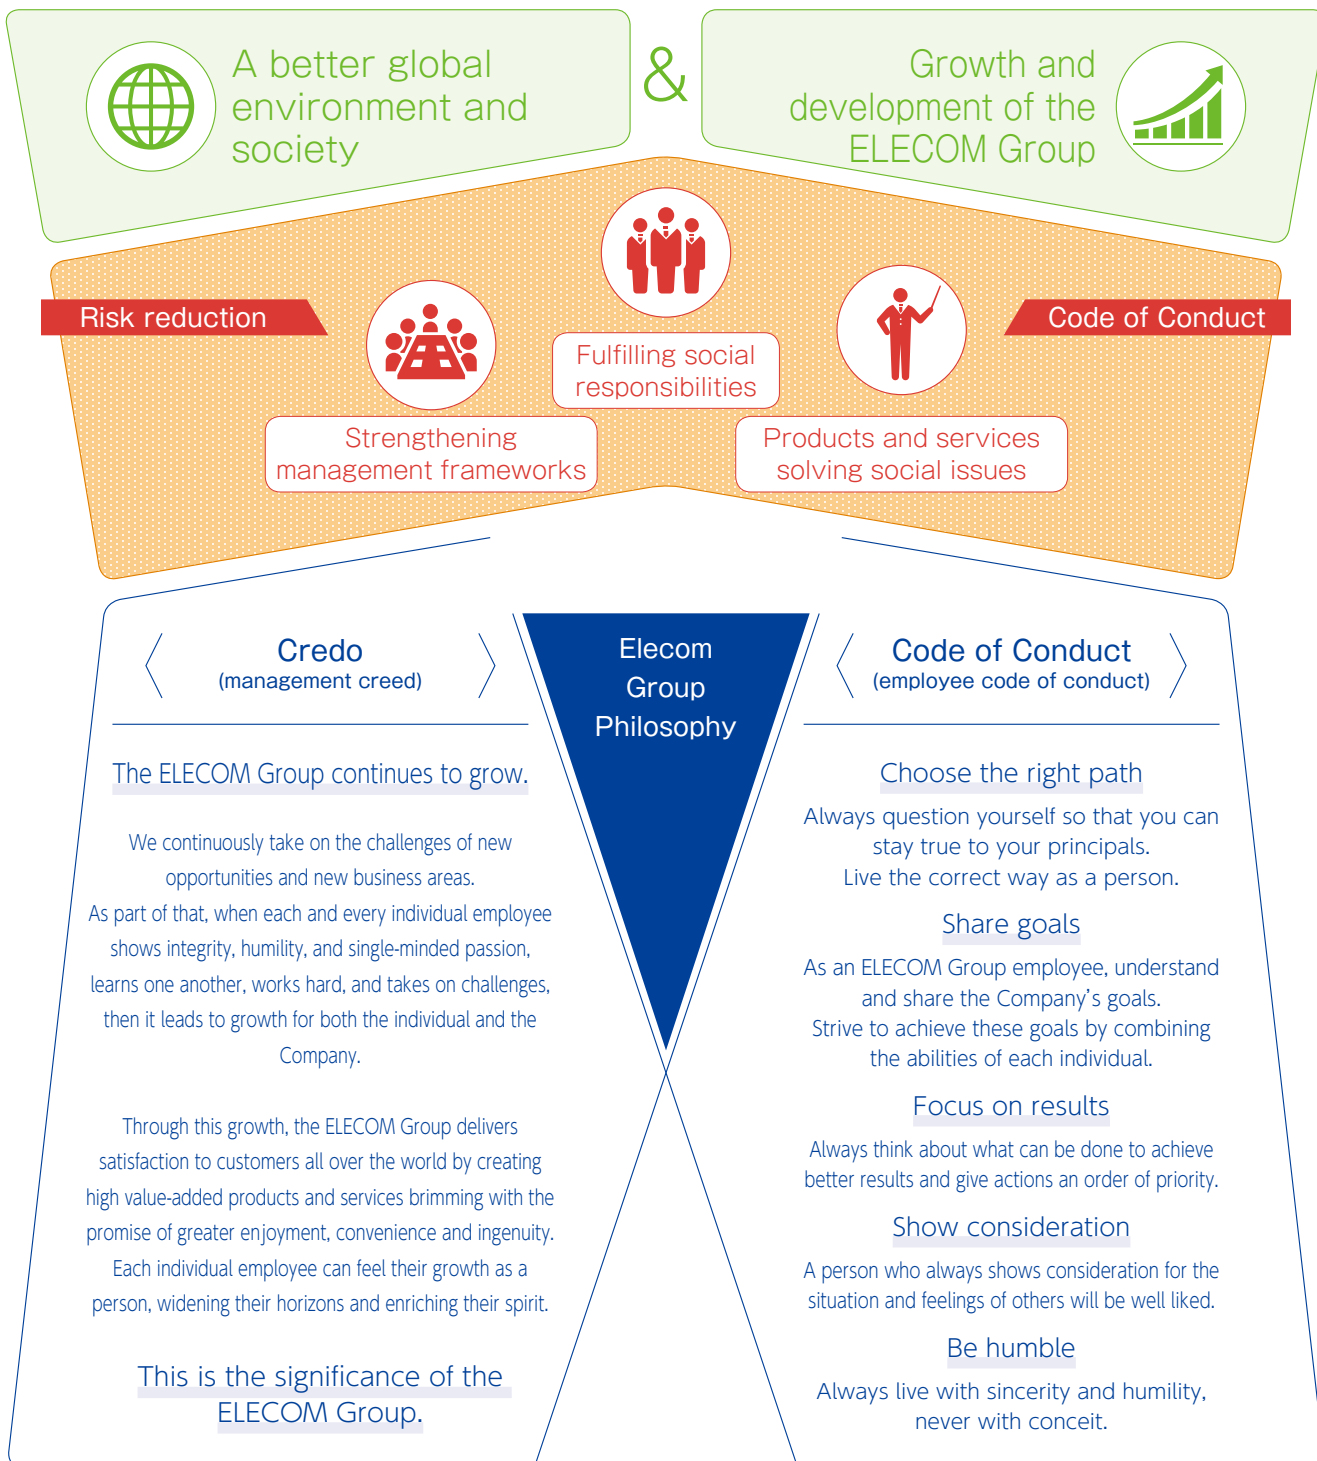 A better global
environment and
society
&
Growth and
development of the
ELECOM Group
Risk reduction
Code of Conduct
Fulfilling social
responsibilities
Strengthening
management frameworks
Products and services
solving social issues
Elecom
Group
Philosophy
Credo
(management creed)
The ELECOM Group continues to grow.
We continuously take on the challenges of new
opportunities and new business areas.
As part of that, when each and every individual employee
shows integrity, humility, and single-minded passion,
learns one another, works hard, and takes on challenges,
then it leads to growth for both the individual and the
Company.
Through this growth, the ELECOM Group delivers
satisfaction to customers all over the world by creating
high value-added products and services brimming with the
promise of greater enjoyment, convenience and ingenuity.
Each individual employee can feel their growth as a
person, widening their horizons and enriching their spirit.
This is the significance of the
ELECOM Group.
Code of Conduct
(employee code of conduct)
Choose the right path
Always question yourself so that you can
stay true to your principals.
Live the correct way as a person.
Share goals
As an ELECOM Group employee, understand
and share the Company's goals.
Strive to achieve these goals by combining
the abilities of each individual.
Focus on results
Always think about what can be done to achieve
better results and give actions an order of priority.
Show consideration
A person who always shows consideration for the
situation and feelings of others will be well liked.
Be humble
Always live with sincerity and humility,
never with conceit.